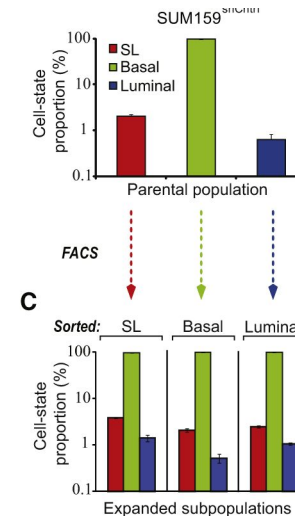 SUM159
SL
Basal
Luminal
Cell-state
proportion (%)
100
10
1
0.1
Parental population
FACS
C
Sorted:
SL
Basal
Lumina
Cell-state
proportion (%)
100
10
1
0.1
Expanded subpopulations